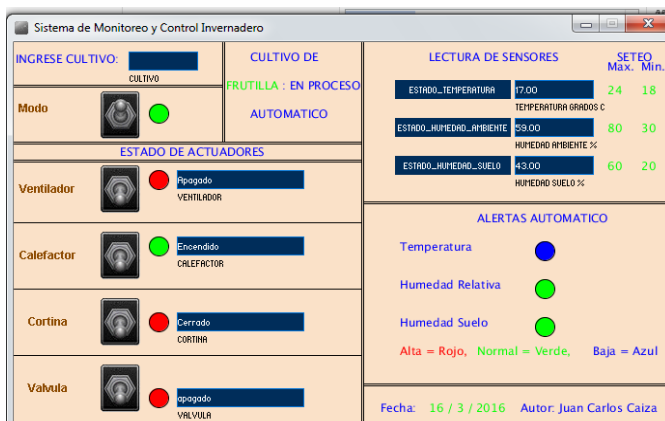 Sistema de Monitoreo y Control Invernadero
INGRESE CULTIVO:
CULTIVO
Modo
CULTIVO DE
FRUTILLA : EN PROCESO
AUTOMATICO
ESTADO DE ACTUADORES
Ventilador
Apagado
VENTILADOR
Calefactor
Encendido
CALEFACTOR
Cortina
Cerrado
CORTINA
Valvula
apagado
VALVULA
LECTURA DE SENSORES
SETEO
Max. Min.
ESTADO_TEMPERATURA 17.00 24 18
TEMPERATURA GRADOS C
ESTADO_HUMEDAD_AMBIENTE 59.00 80 30
HUMEDAD AMBIENTE %
ESTADO_HUMEDAD_SUELO 43.00 60 20
HUMEDAD SUELO %
ALERTAS AUTOMATICO
Temperatura
Humedad Relativa
Humedad Suelo
Alta = Rojo, Normal = Verde, Baja = Azul
Fecha: 16 / 3 / 2016 Autor: Juan Carlos Caiza